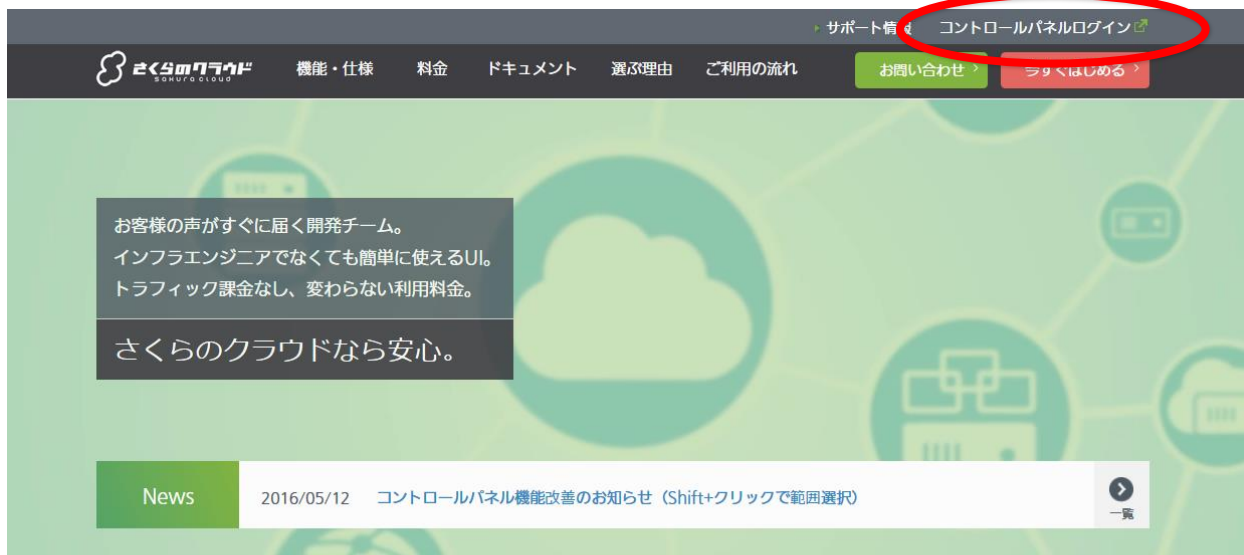 サポート情報 コントロールパネルログイン
さくらのクラウド 機能・仕様 料金 ドキュメント 選ぶ理由 ご利用の流れ お問い合わせ 今すぐはじめる
SAKURA CLOUD
お客様の声がすぐに届く開発チーム。
インフラエンジニアでなくても簡単に使えるUI。
トラフィック課金なし、変わらない利用料金。
さくらのクラウドなら安心。
News 2016/05/12 コントロールパネル機能改善のお知らせ（Shift+クリックで範囲選択）
一覧